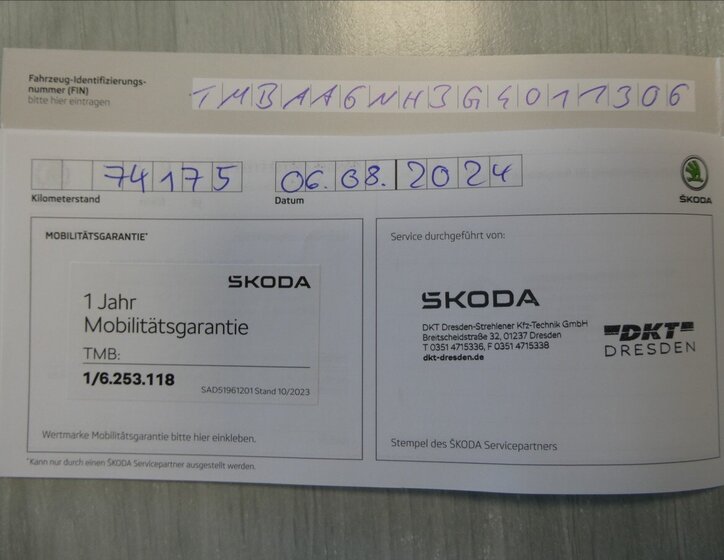 Fahrzeug-Identifizierungs-
nummer (FIN)
bitte hier eintragen
TMBAA6NH3G4011306
74175
Kilometerstand
06.08.2024
Datum
ŠKODA
MOBILITÄTSGARANTIE*
ŠKODA
1 Jahr
Mobilitätsgarantie
TMB:
1/6.253.118
SAD51961201 Stand 10/2023
Wertmarke Mobilitätsgarantie bitte hier einkleben.
*Kann nur durch einen ŠKODA Servicepartner ausgestellt werden.
Service durchgeführt von:
ŠKODA
DKT Dresden-Strehlener Kfz-Technik GmbH
Breitscheidstraße 32, 01237 Dresden
T 0351 4715336, F 0351 4715338
dkt-dresden.de
DKT
DRESDEN
Stempel des ŠKODA Servicepartners